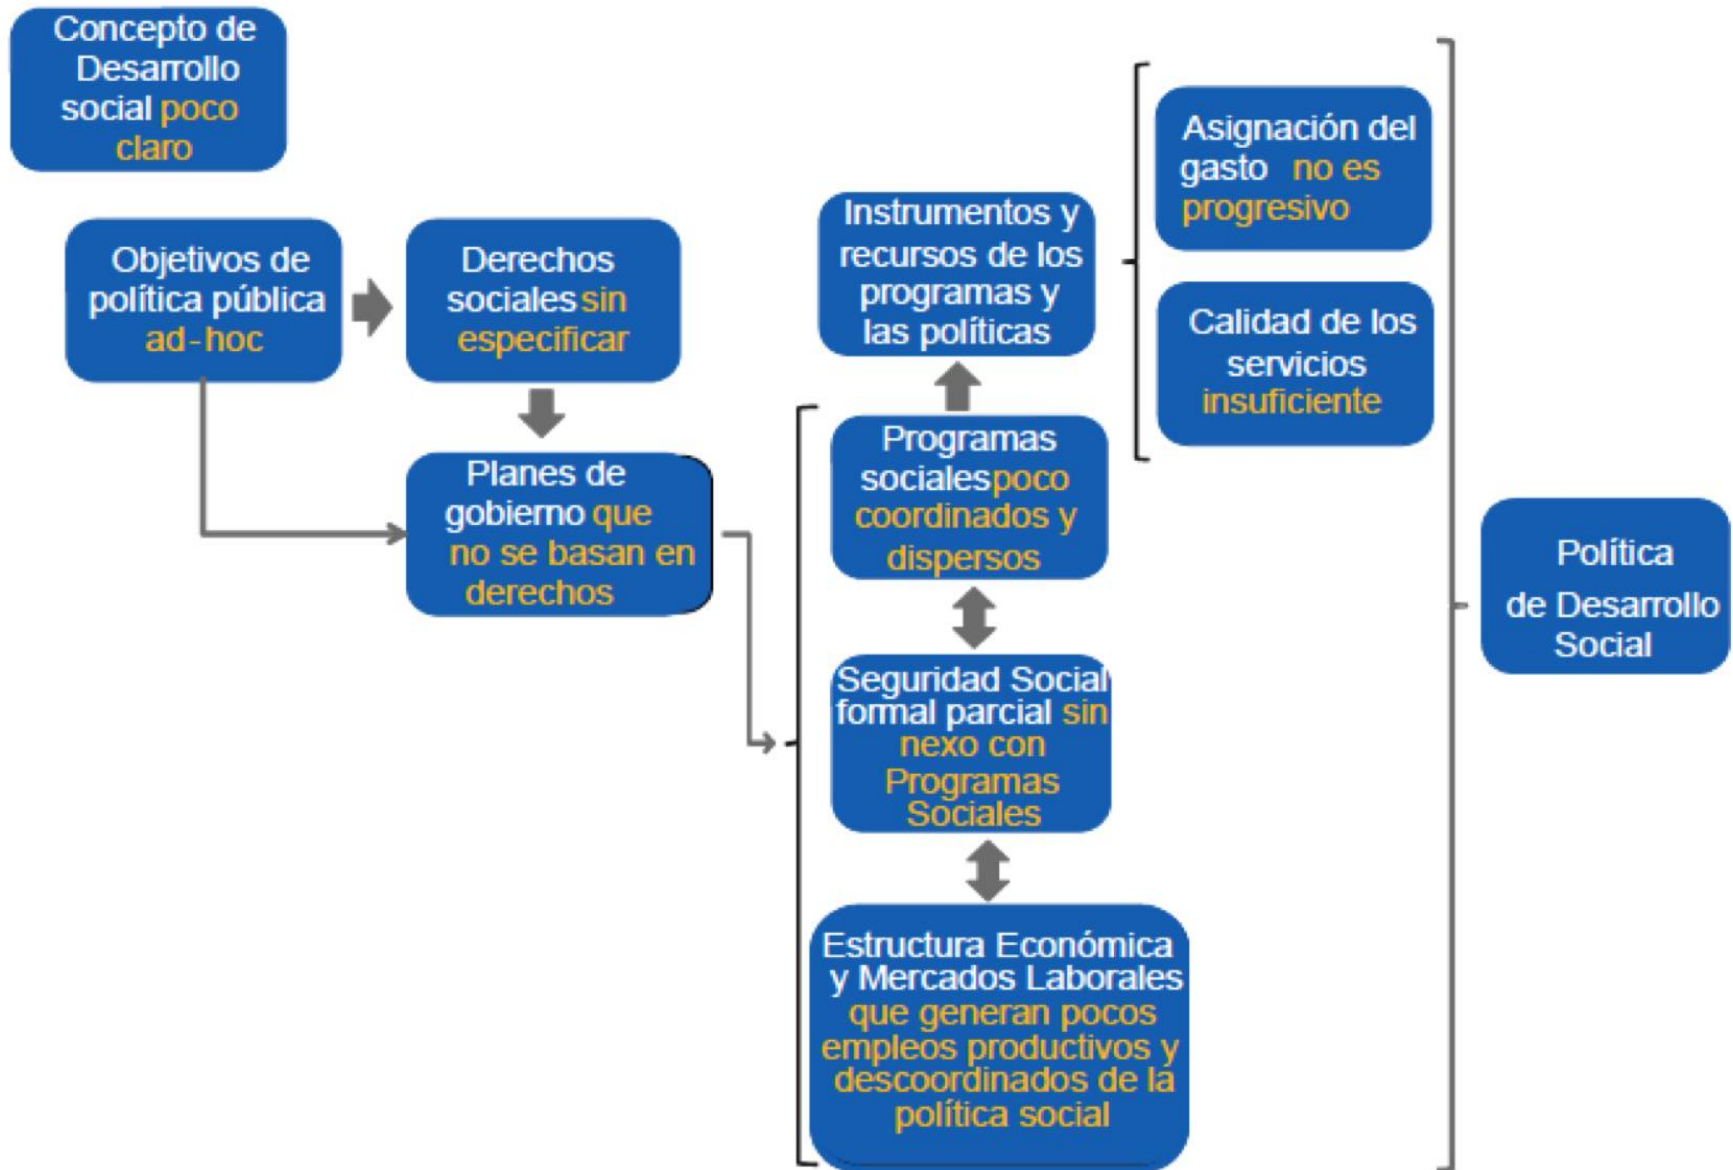 Concepto de
Desarrollo
social poco
claro
Objetivos de
política pública
ad-hoc
Derechos
sociales sin
especificar
Planes de
gobierno que
no se basan en
derechos
Instrumentos y
recursos de los
programas y
las políticas
Programas
sociales poco
coordinados y
dispersos
Seguridad Social
formal parcial sin
nexo con
Programas
Sociales
Estructura Económica
y Mercados Laborales
que generan pocos
empleos productivos y
descoordinados de la
política social
Asignación del
gasto no es
progresivo
Calidad de los
servicios
insuficiente
Política
de Desarrollo
Social